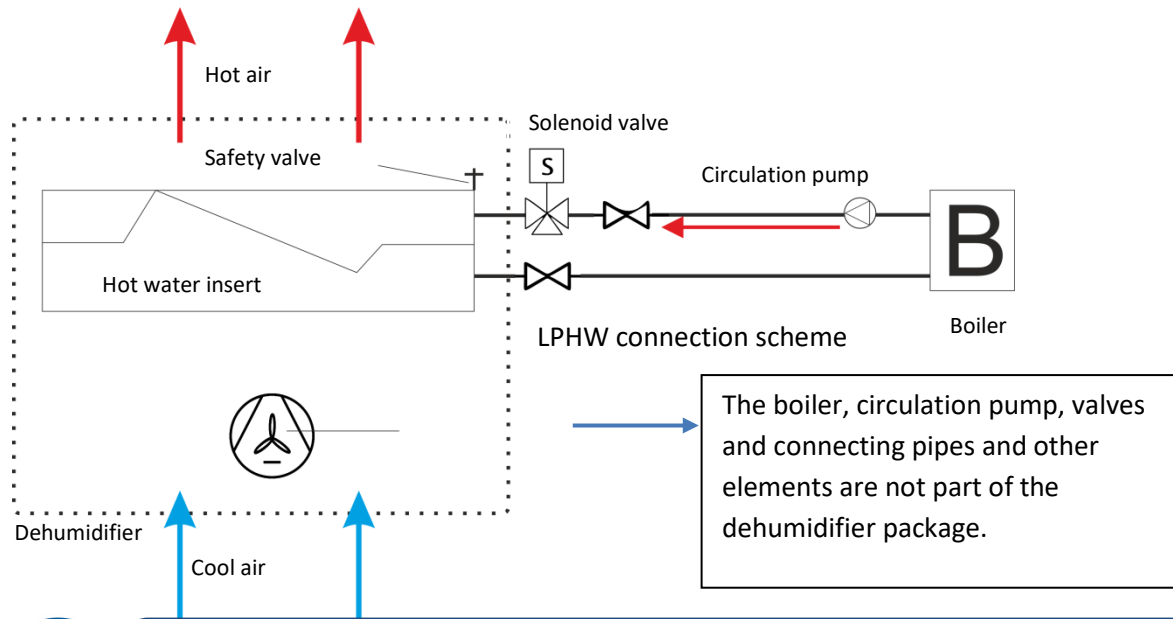 Hot air
Solenoid valve
S
Safety valve
Circulation pump
B
Hot water insert
Boiler
LPHW connection scheme
The boiler, circulation pump, valves
and connecting pipes and other
elements are not part of the
dehumidifier package.
Dehumidifier
Cool air